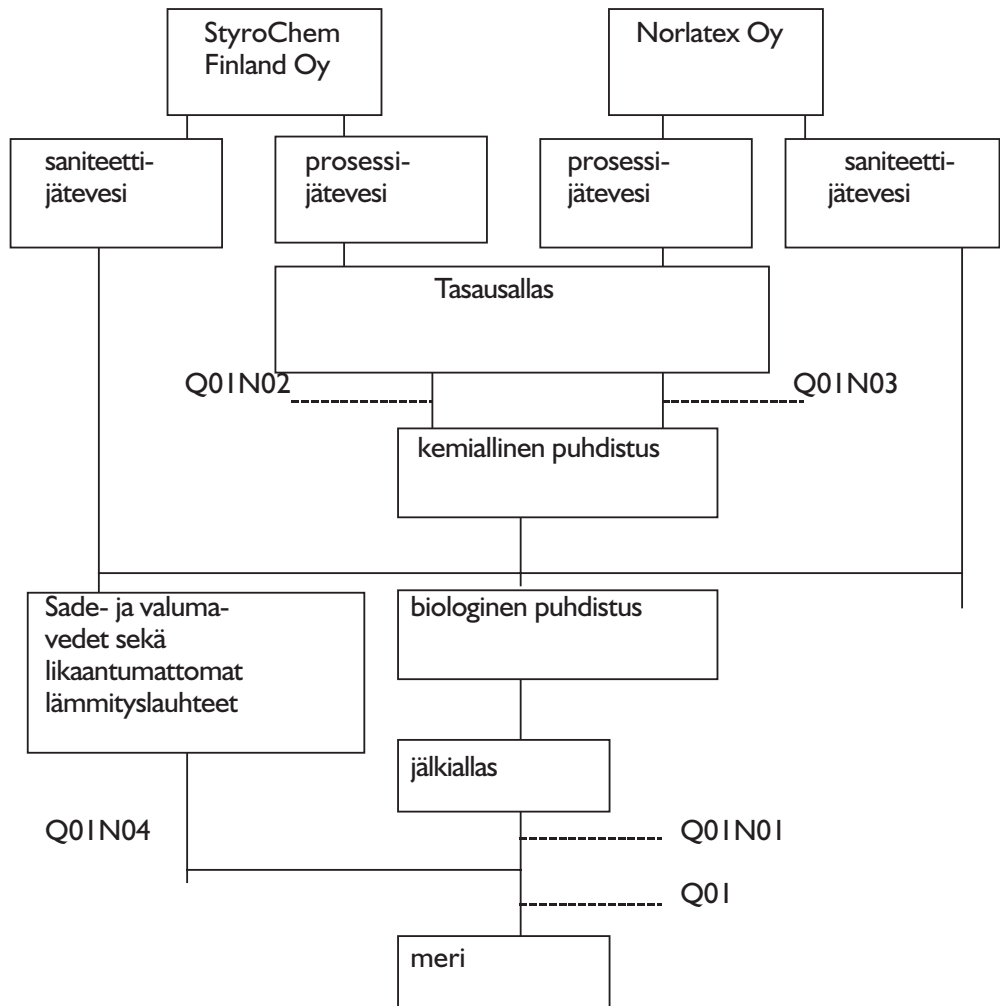 StyroChem
Finland Oy
Norlatex Oy
saniteetti-
jätevesi
prosessi-
jätevesi
prosessi-
jätevesi
saniteetti-
jätevesi
Tasausallas
Q01N02
Q01N03
kemiallinen puhdistus
Sade- ja valuma-
vedet sekä
likaantumattomat
lämmityslauhteet
biologinen puhdistus
jälkiallas
Q01N04
Q01N01
Q01
meri